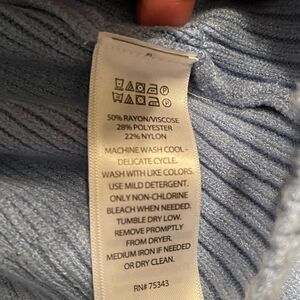 50% RAYON/VISCOSE
28% POLYESTER
22% NYLON
MACHINE WASH COOL -
DELICATE CYCLE.
WASH WITH LIKE COLORS.
USE MILD DETERGENT.
ONLY NON-CHLORINE
BLEACH WHEN NEEDED.
TUMBLE DRY LOW.
REMOVE PROMPTLY
FROM DRYER.
MEDIUM IRON IF NEEDED
OR DRY CLEAN.
RN# 75343